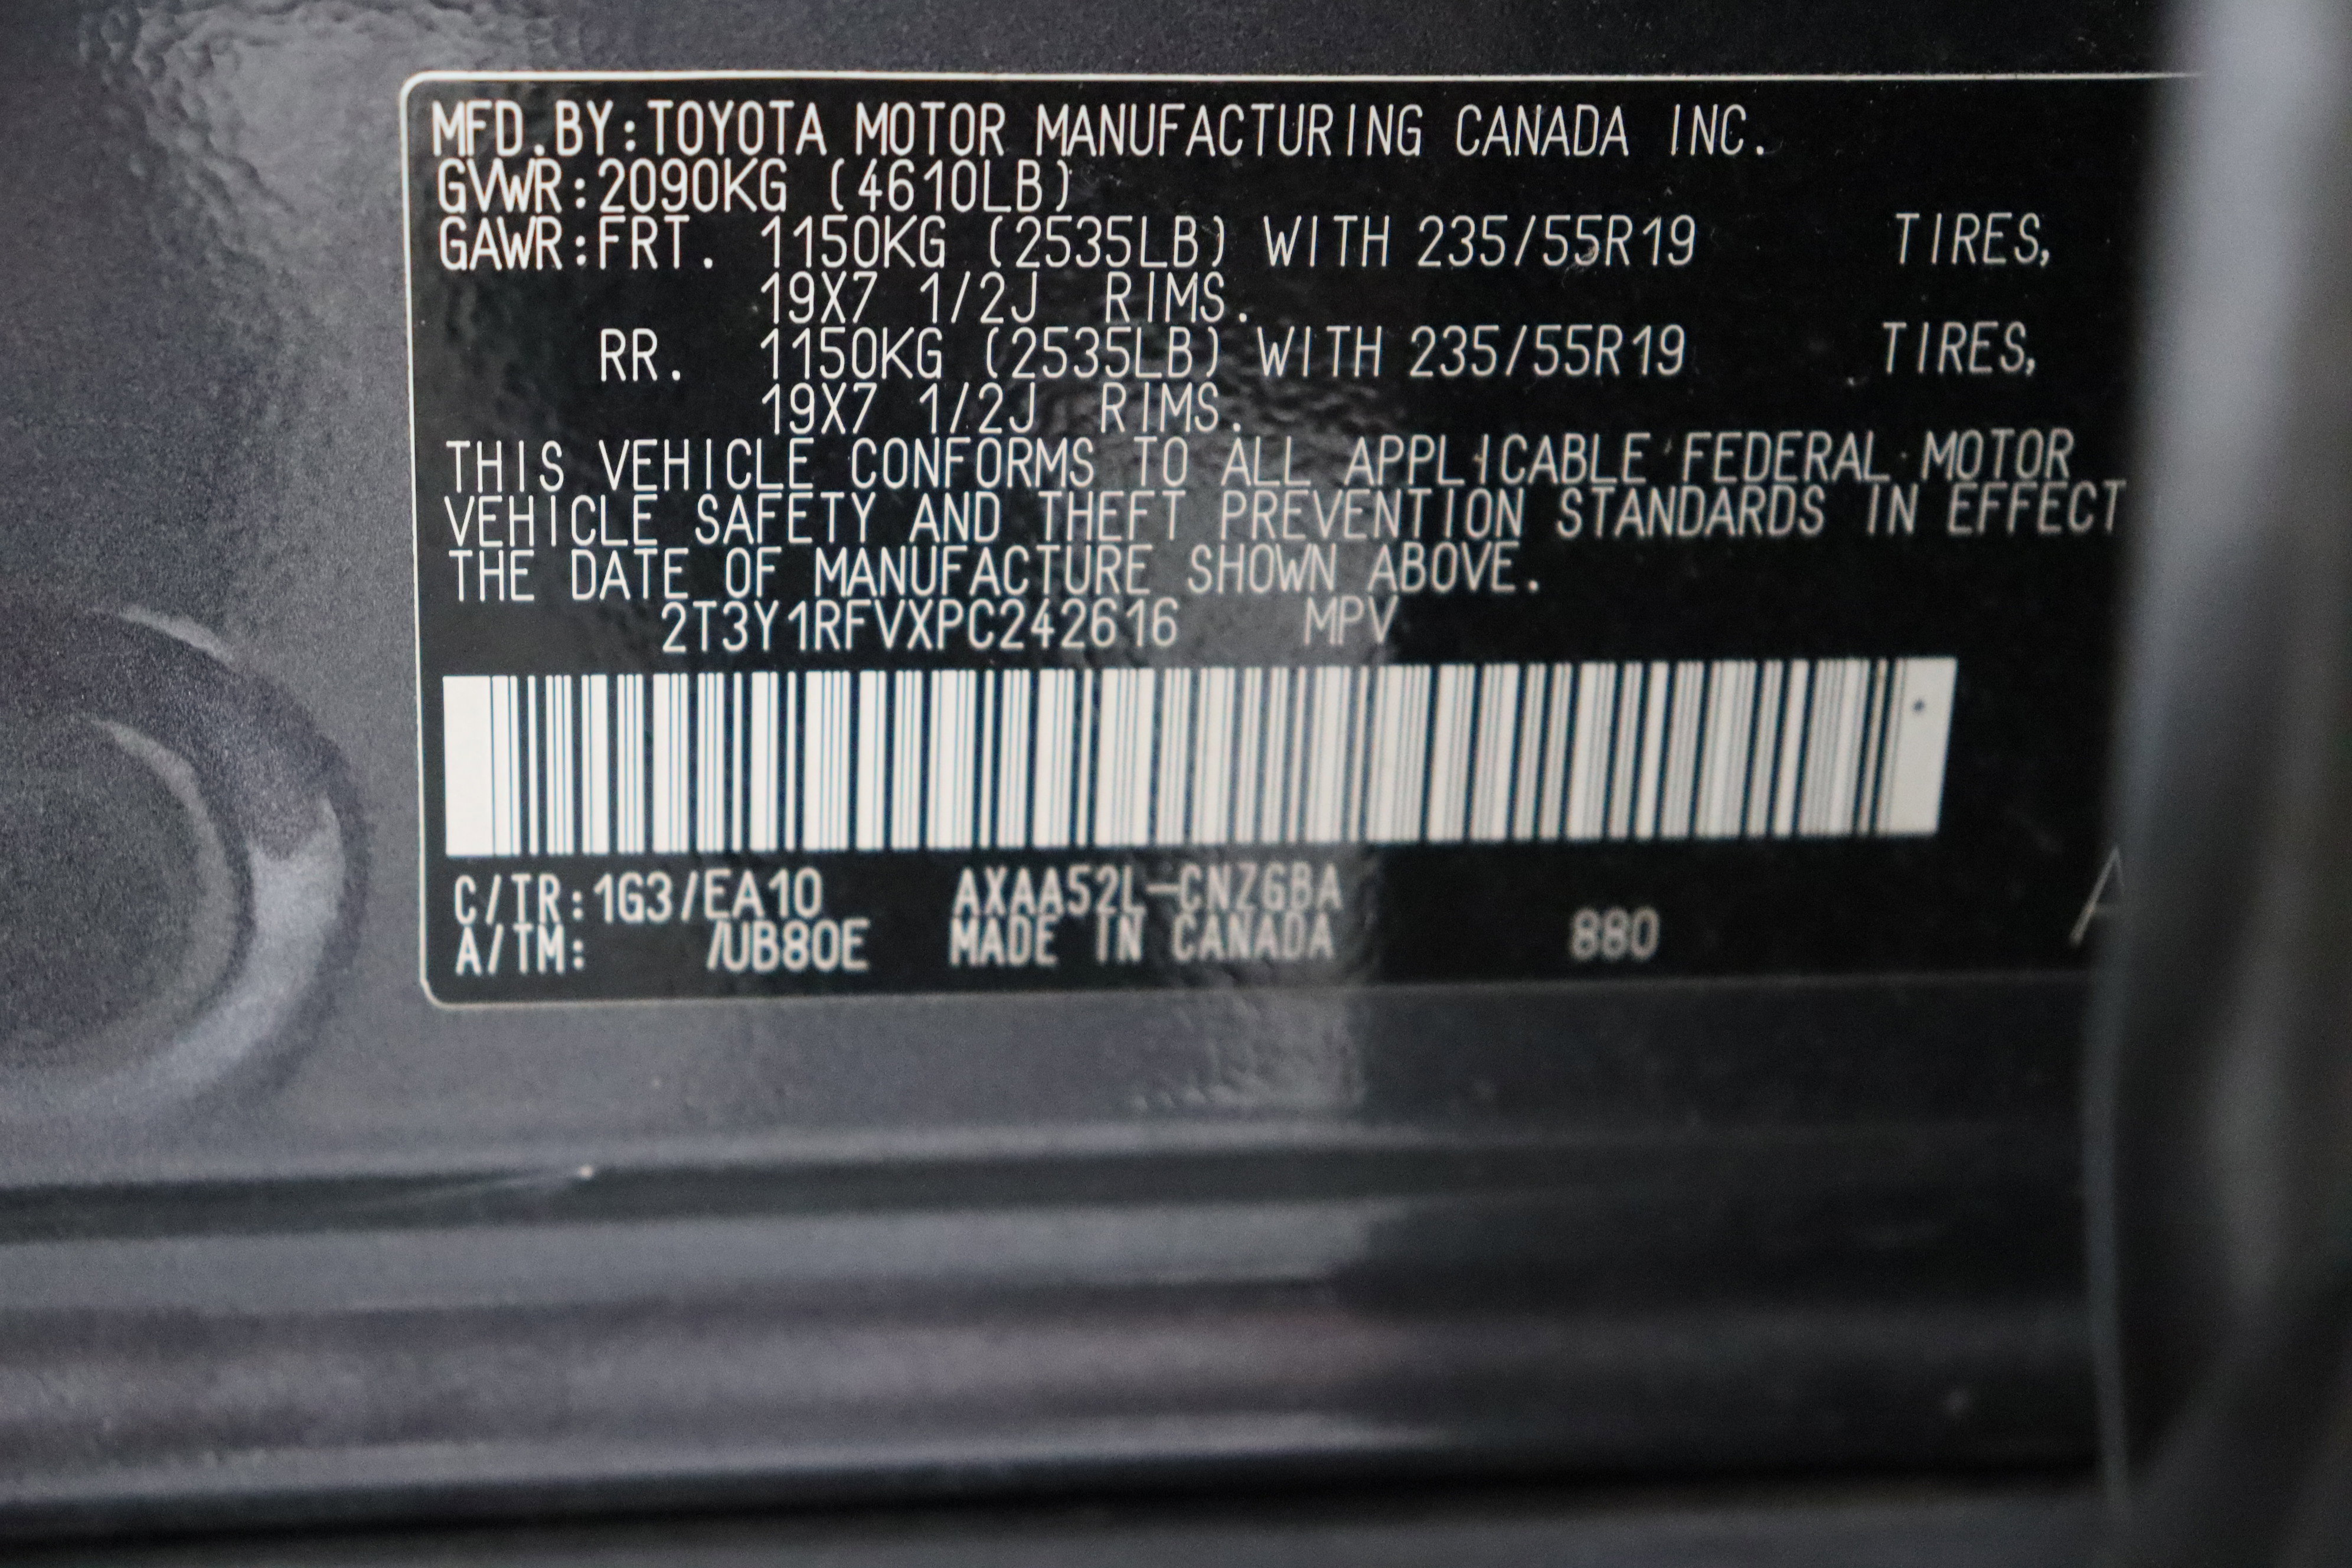 MFD.BY:TOYOTA MOTOR MANUFACTURING CANADA INC.
GVWR:2090KG (4610LB)
GAWR:FRT. 1150KG (2535LB) WITH 235/55R19 TIRES,
19X7 1/2J RIMS.
RR. 1150KG (2535LB) WITH 235/55R19 TIRES,
19X7 1/2J RIMS.
THIS VEHICLE CONFORMS TO ALL APPLICABLE FEDERAL MOTOR
VEHICLE SAFETY AND THEFT PREVENTION STANDARDS IN EFFECT
THE DATE OF MANUFACTURE SHOWN ABOVE.
2T3Y1RFVXPC242616 MPV
C/TR:1G3/EA10 AXAA52L-CNZGBA
A/TM: /UB80E MADE IN CANADA 880